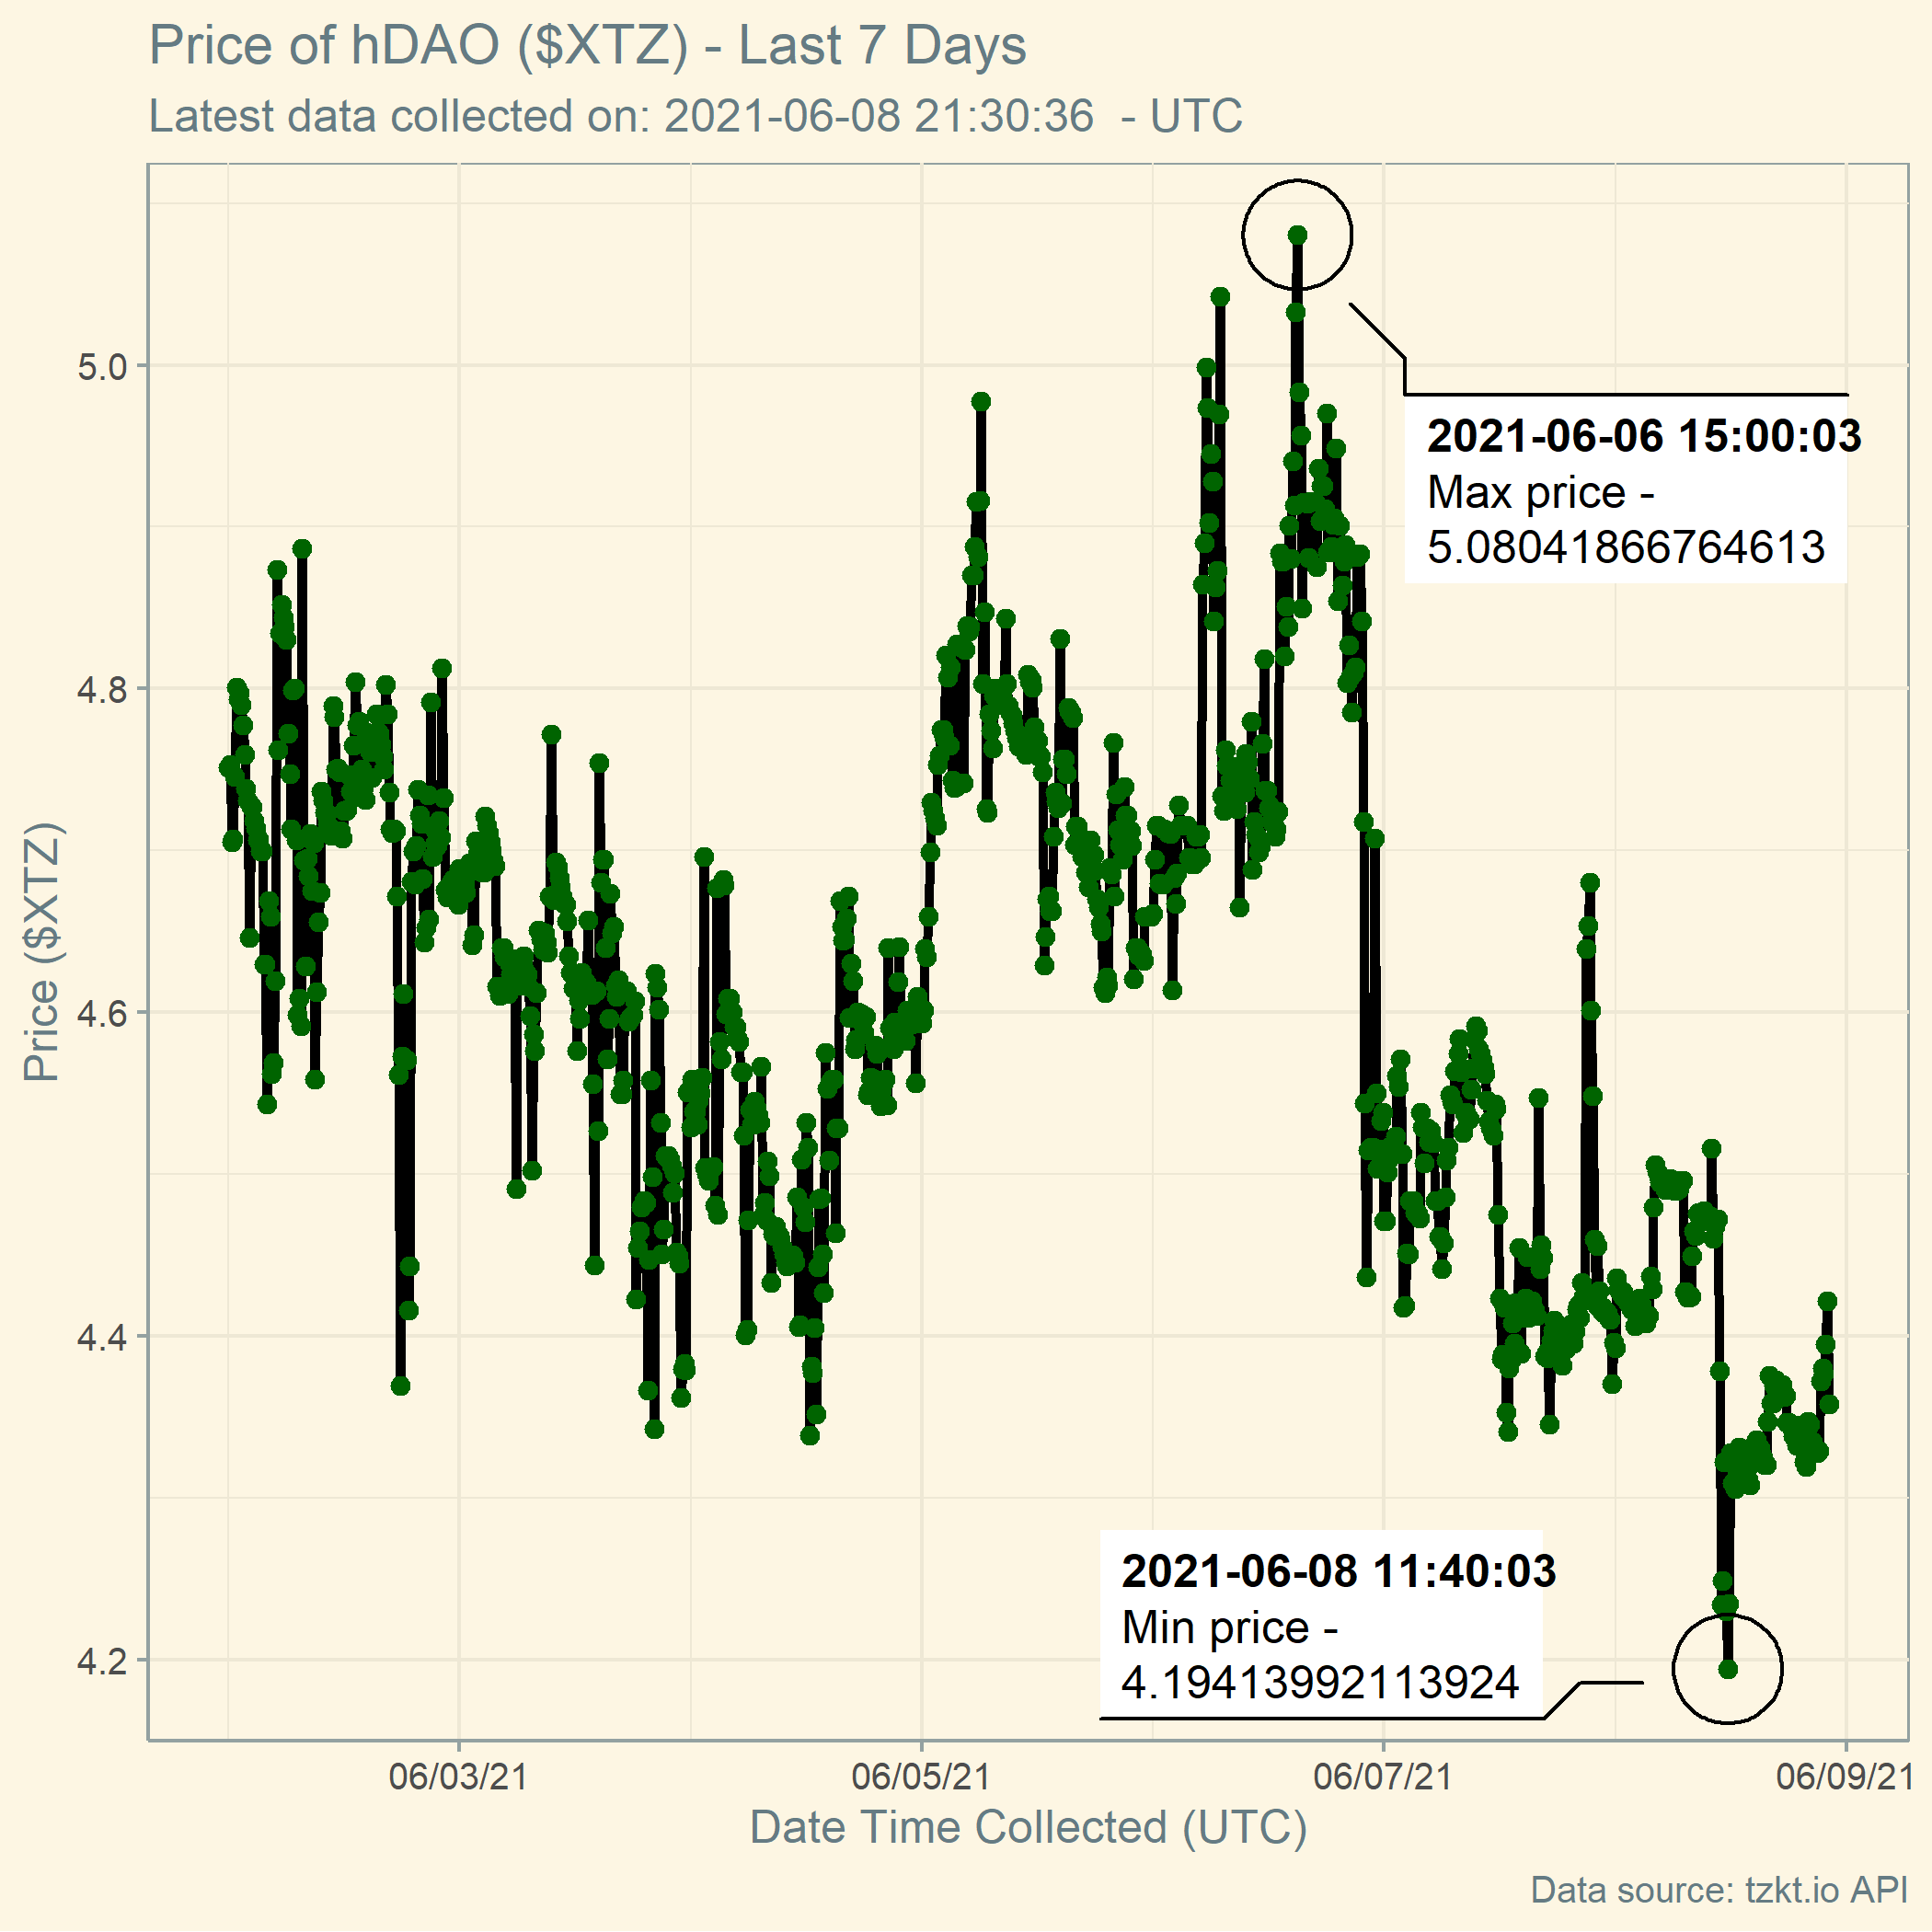 Price of hDAO ($XTZ) - Last 7 Days
Latest data collected on: 2021-06-08 21:30:36  - UTC
Price ($XTZ)
5.0
4.8
4.6
4.4
4.2
2021-06-06 15:00:03
Max price -
5.08041866764613
2021-06-08 11:40:03
Min price -
4.19413992113924
06/03/21
06/05/21
06/07/21
06/09/21
Date Time Collected (UTC)
Data source: tzkt.io API